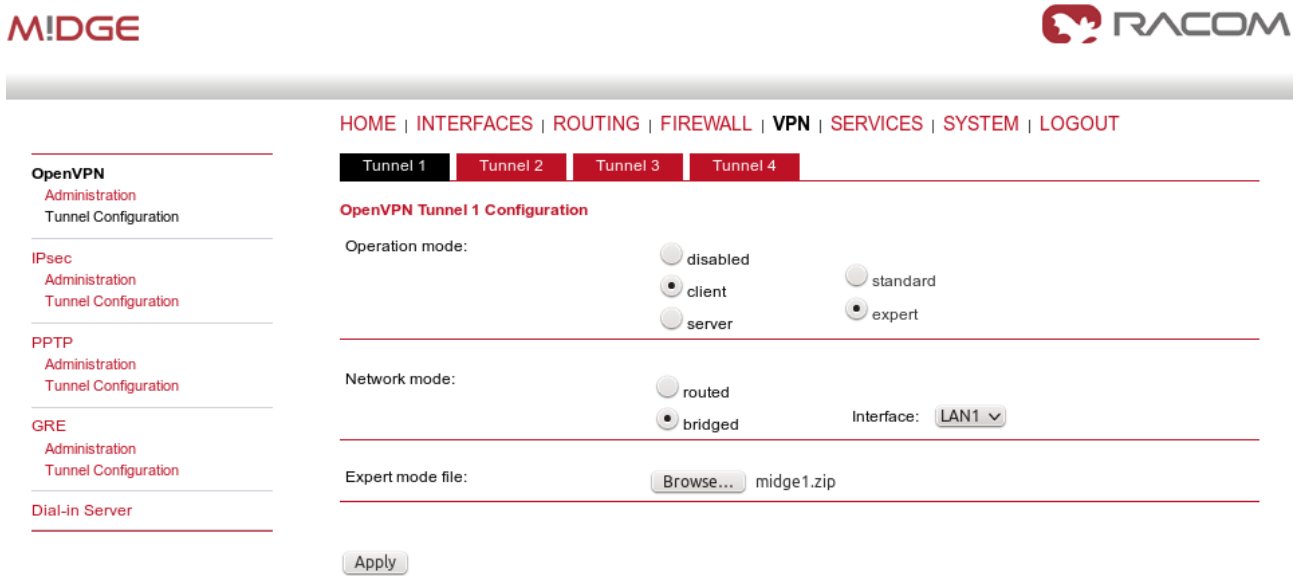 M!DGE
RACOM
HOME | INTERFACES | ROUTING | FIREWALL | VPN | SERVICES | SYSTEM | LOGOUT
OpenVPN
Administration
Tunnel Configuration
IPsec
Administration
Tunnel Configuration
PPTP
Administration
Tunnel Configuration
GRE
Administration
Tunnel Configuration
Dial-in Server
Tunnel 1 Tunnel 2 Tunnel 3 Tunnel 4
OpenVPN Tunnel 1 Configuration
Operation mode:
disabled
client
server
standard
expert
Network mode:
routed
bridged
Interface: LAN1
Expert mode file: Browse... midge1.zip
Apply